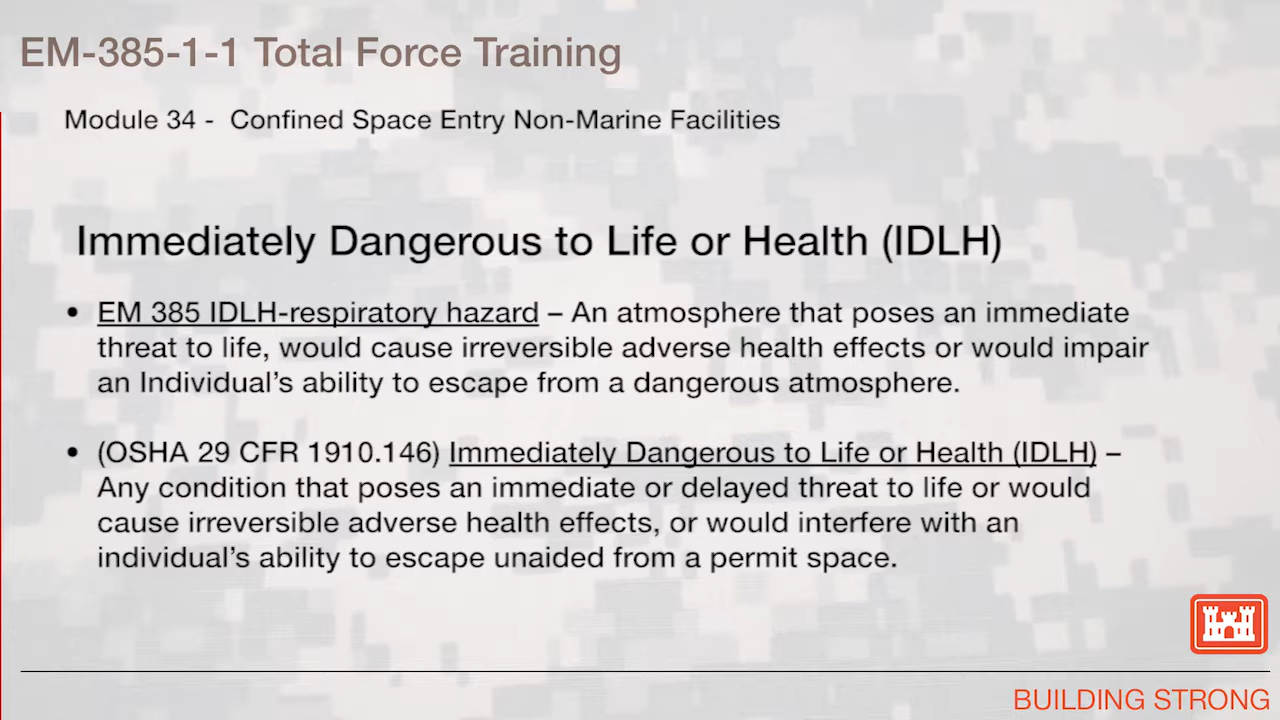 EM-385-1-1 Total Force Training
Module 34 - Confined Space Entry Non-Marine Facilities
Immediately Dangerous to Life or Health (IDLH)
• EM 385 IDLH-respiratory hazard – An atmosphere that poses an immediate
threat to life, would cause irreversible adverse health effects or would impair
an Individual's ability to escape from a dangerous atmosphere.
• (OSHA 29 CFR 1910.146) Immediately Dangerous to Life or Health (IDLH) –
Any condition that poses an immediate or delayed threat to life or would
cause irreversible adverse health effects, or would interfere with an
individual's ability to escape unaided from a permit space.
BUILDING STRONG